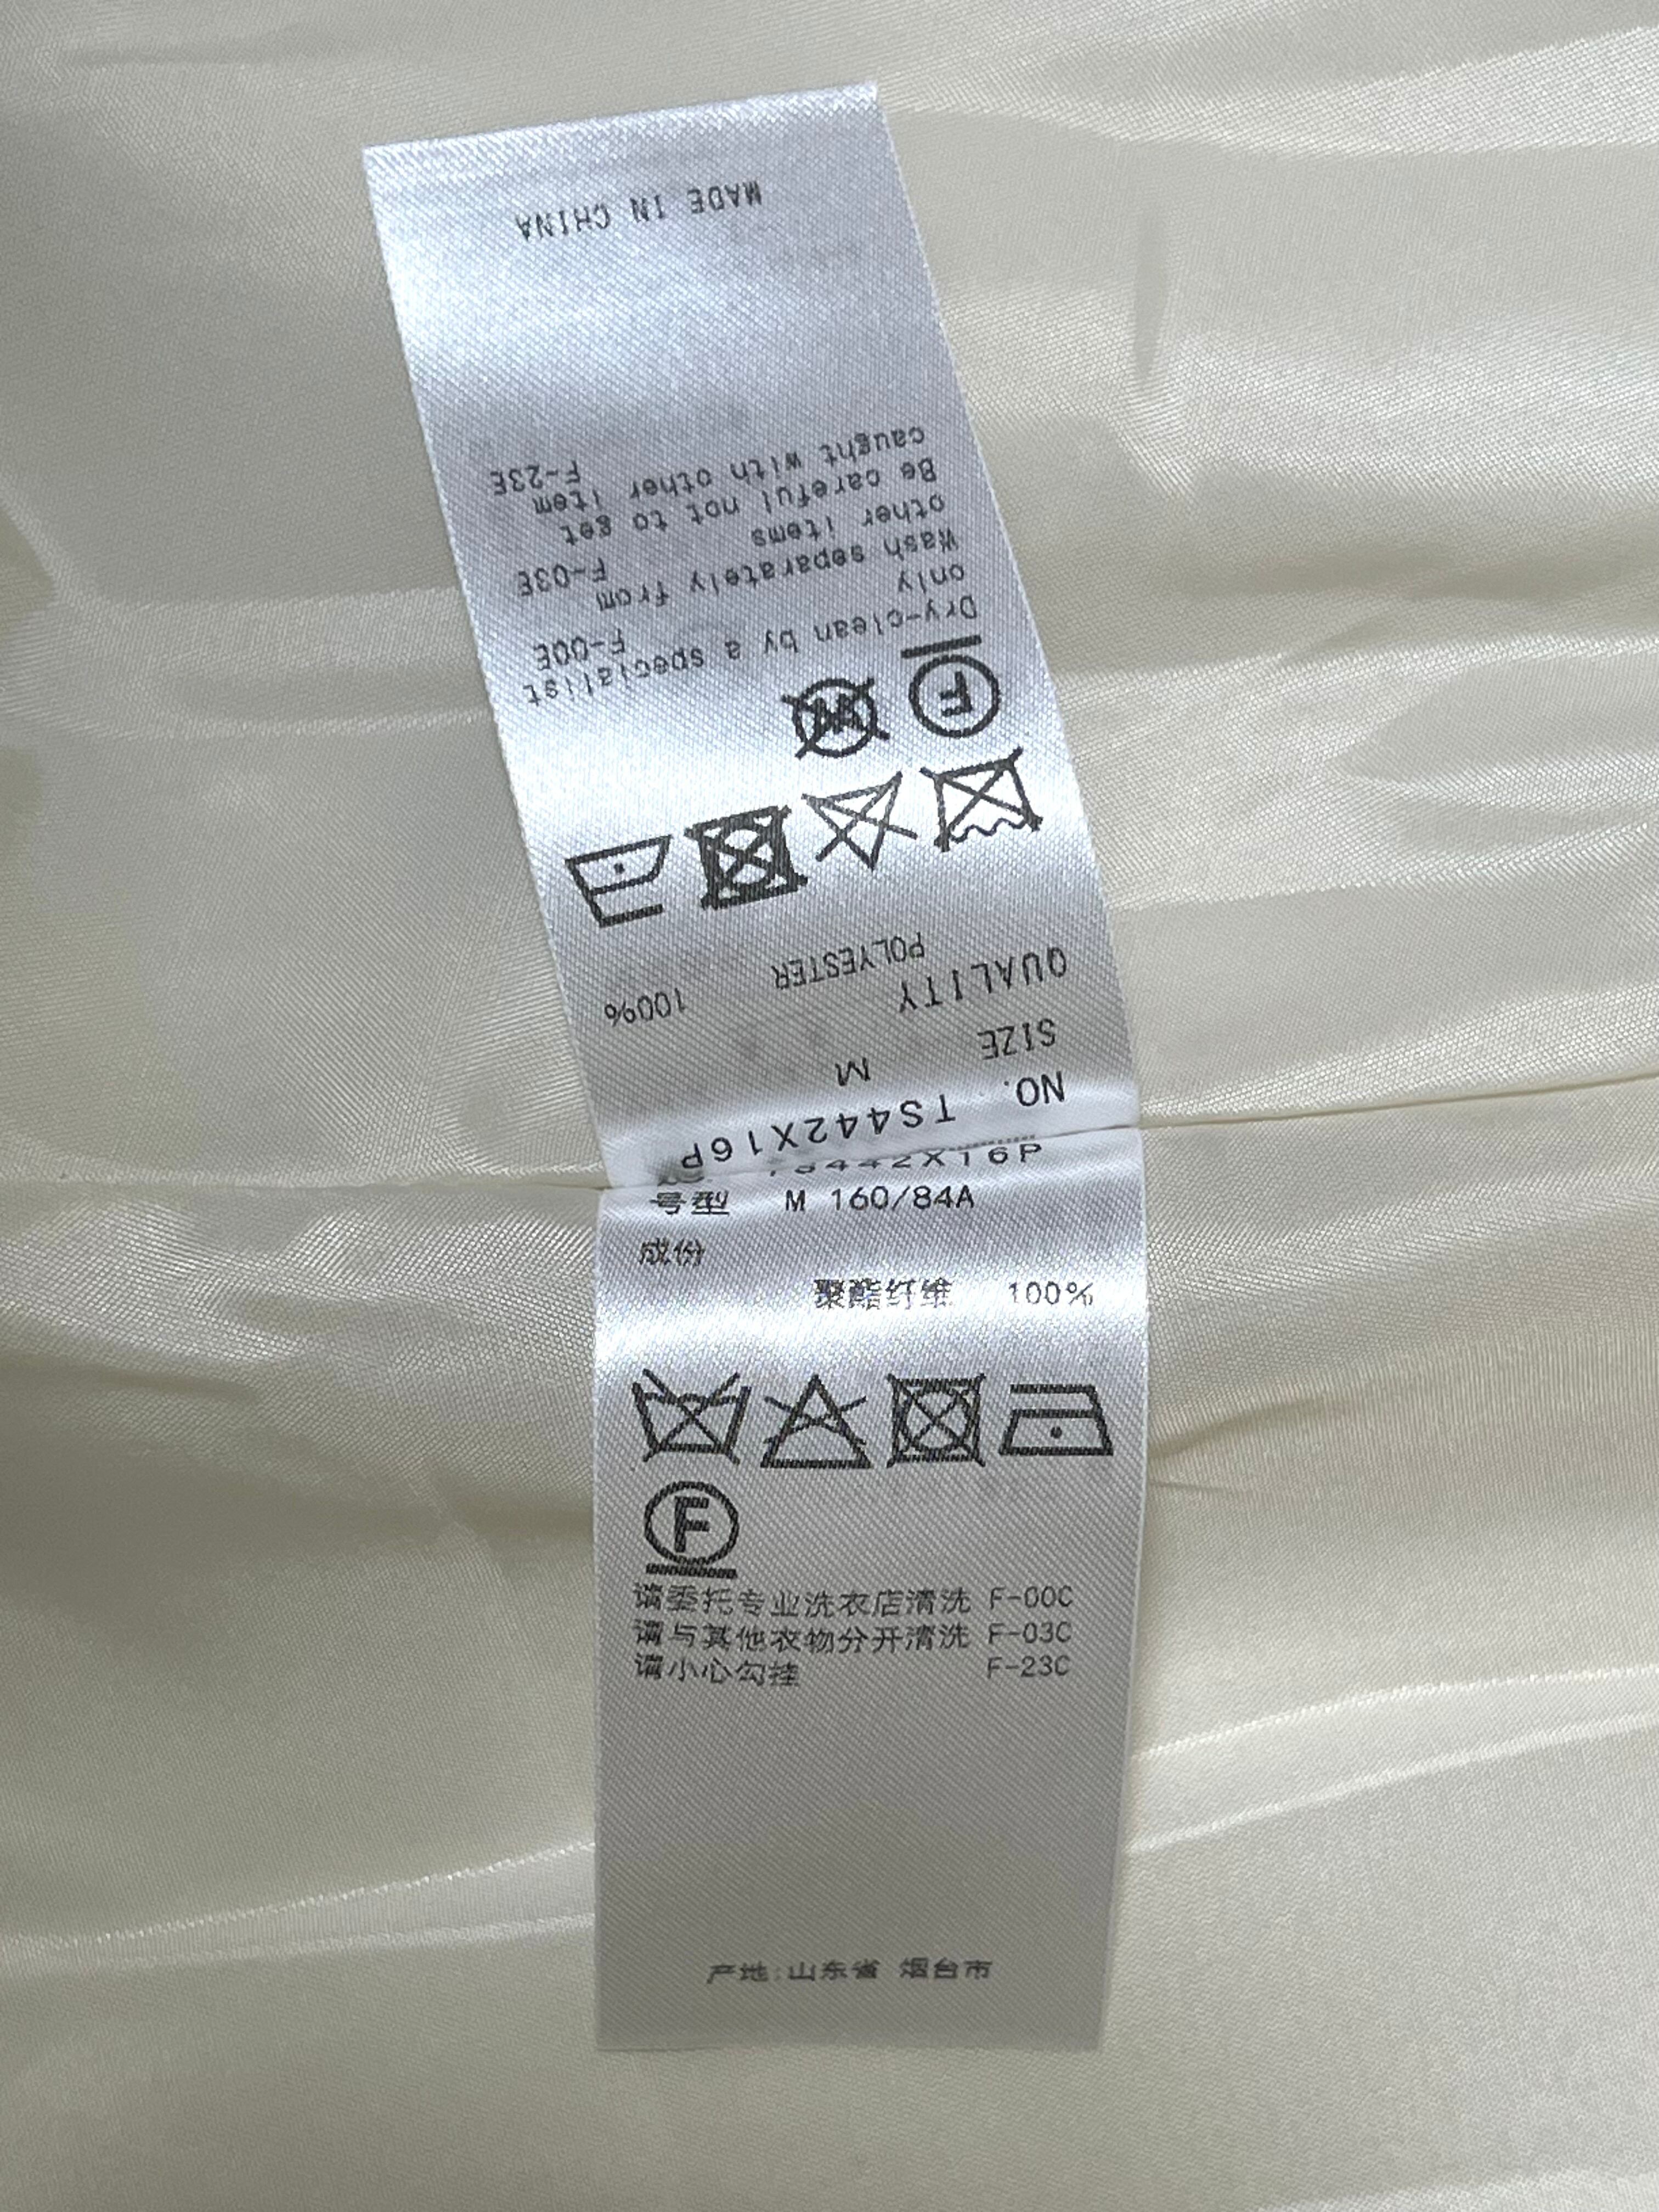 NO. TS442X16P
SIZE M
QUALITY
POLYESTER 100%
W
F
Dry-clean by a specialist
only F-00E
Wash separately from
other items F-03E
Be careful not to get
caught with other item
F-23E
MADE IN CHINA
TS442X16P
号型 M 160/84A
成份
聚酯纤维 100%
F
请委托专业洗衣店清洗 F-00C
请与其他衣物分开清洗 F-03C
请小心勾挂 F-23C
产地:山东省 烟台市